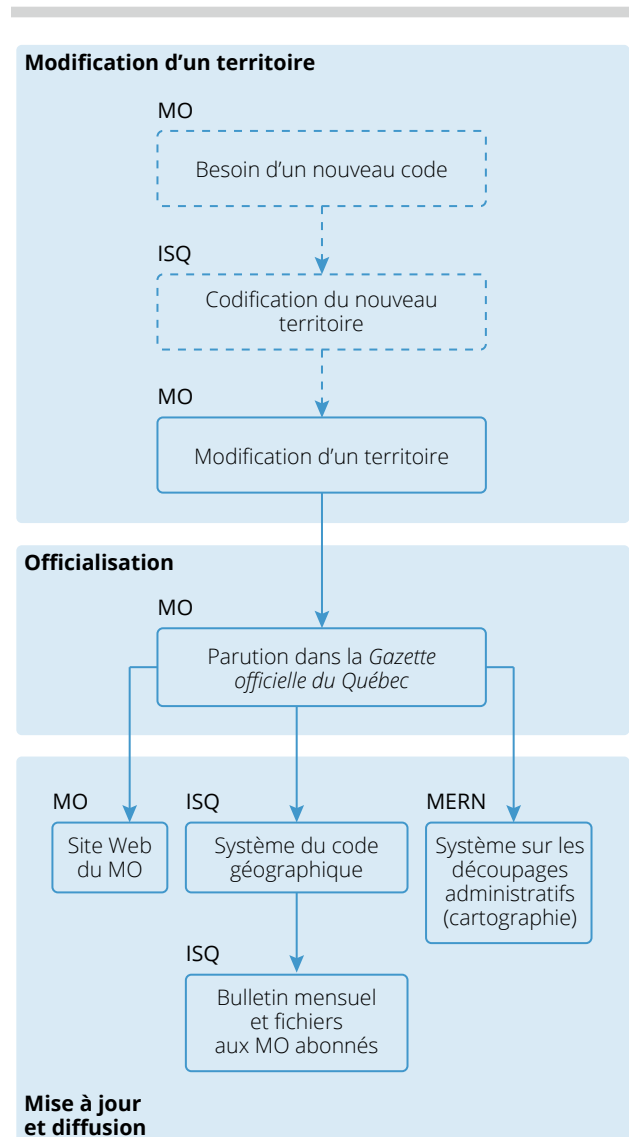 Modification d’un territoire
MO
Besoin d’un nouveau code
ISQ
Codification du nouveau
territoire
MO
Modification d’un territoire
Officialisation
MO
Parution dans la Gazette
officielle du Québec
MO
Site Web
du MO
ISQ
Système du code
géographique
MERN
Système sur les
découpages
administratifs
(cartographie)
ISQ
Bulletin mensuel
et fichiers
aux MO abonnés
Mise à jour
et diffusion